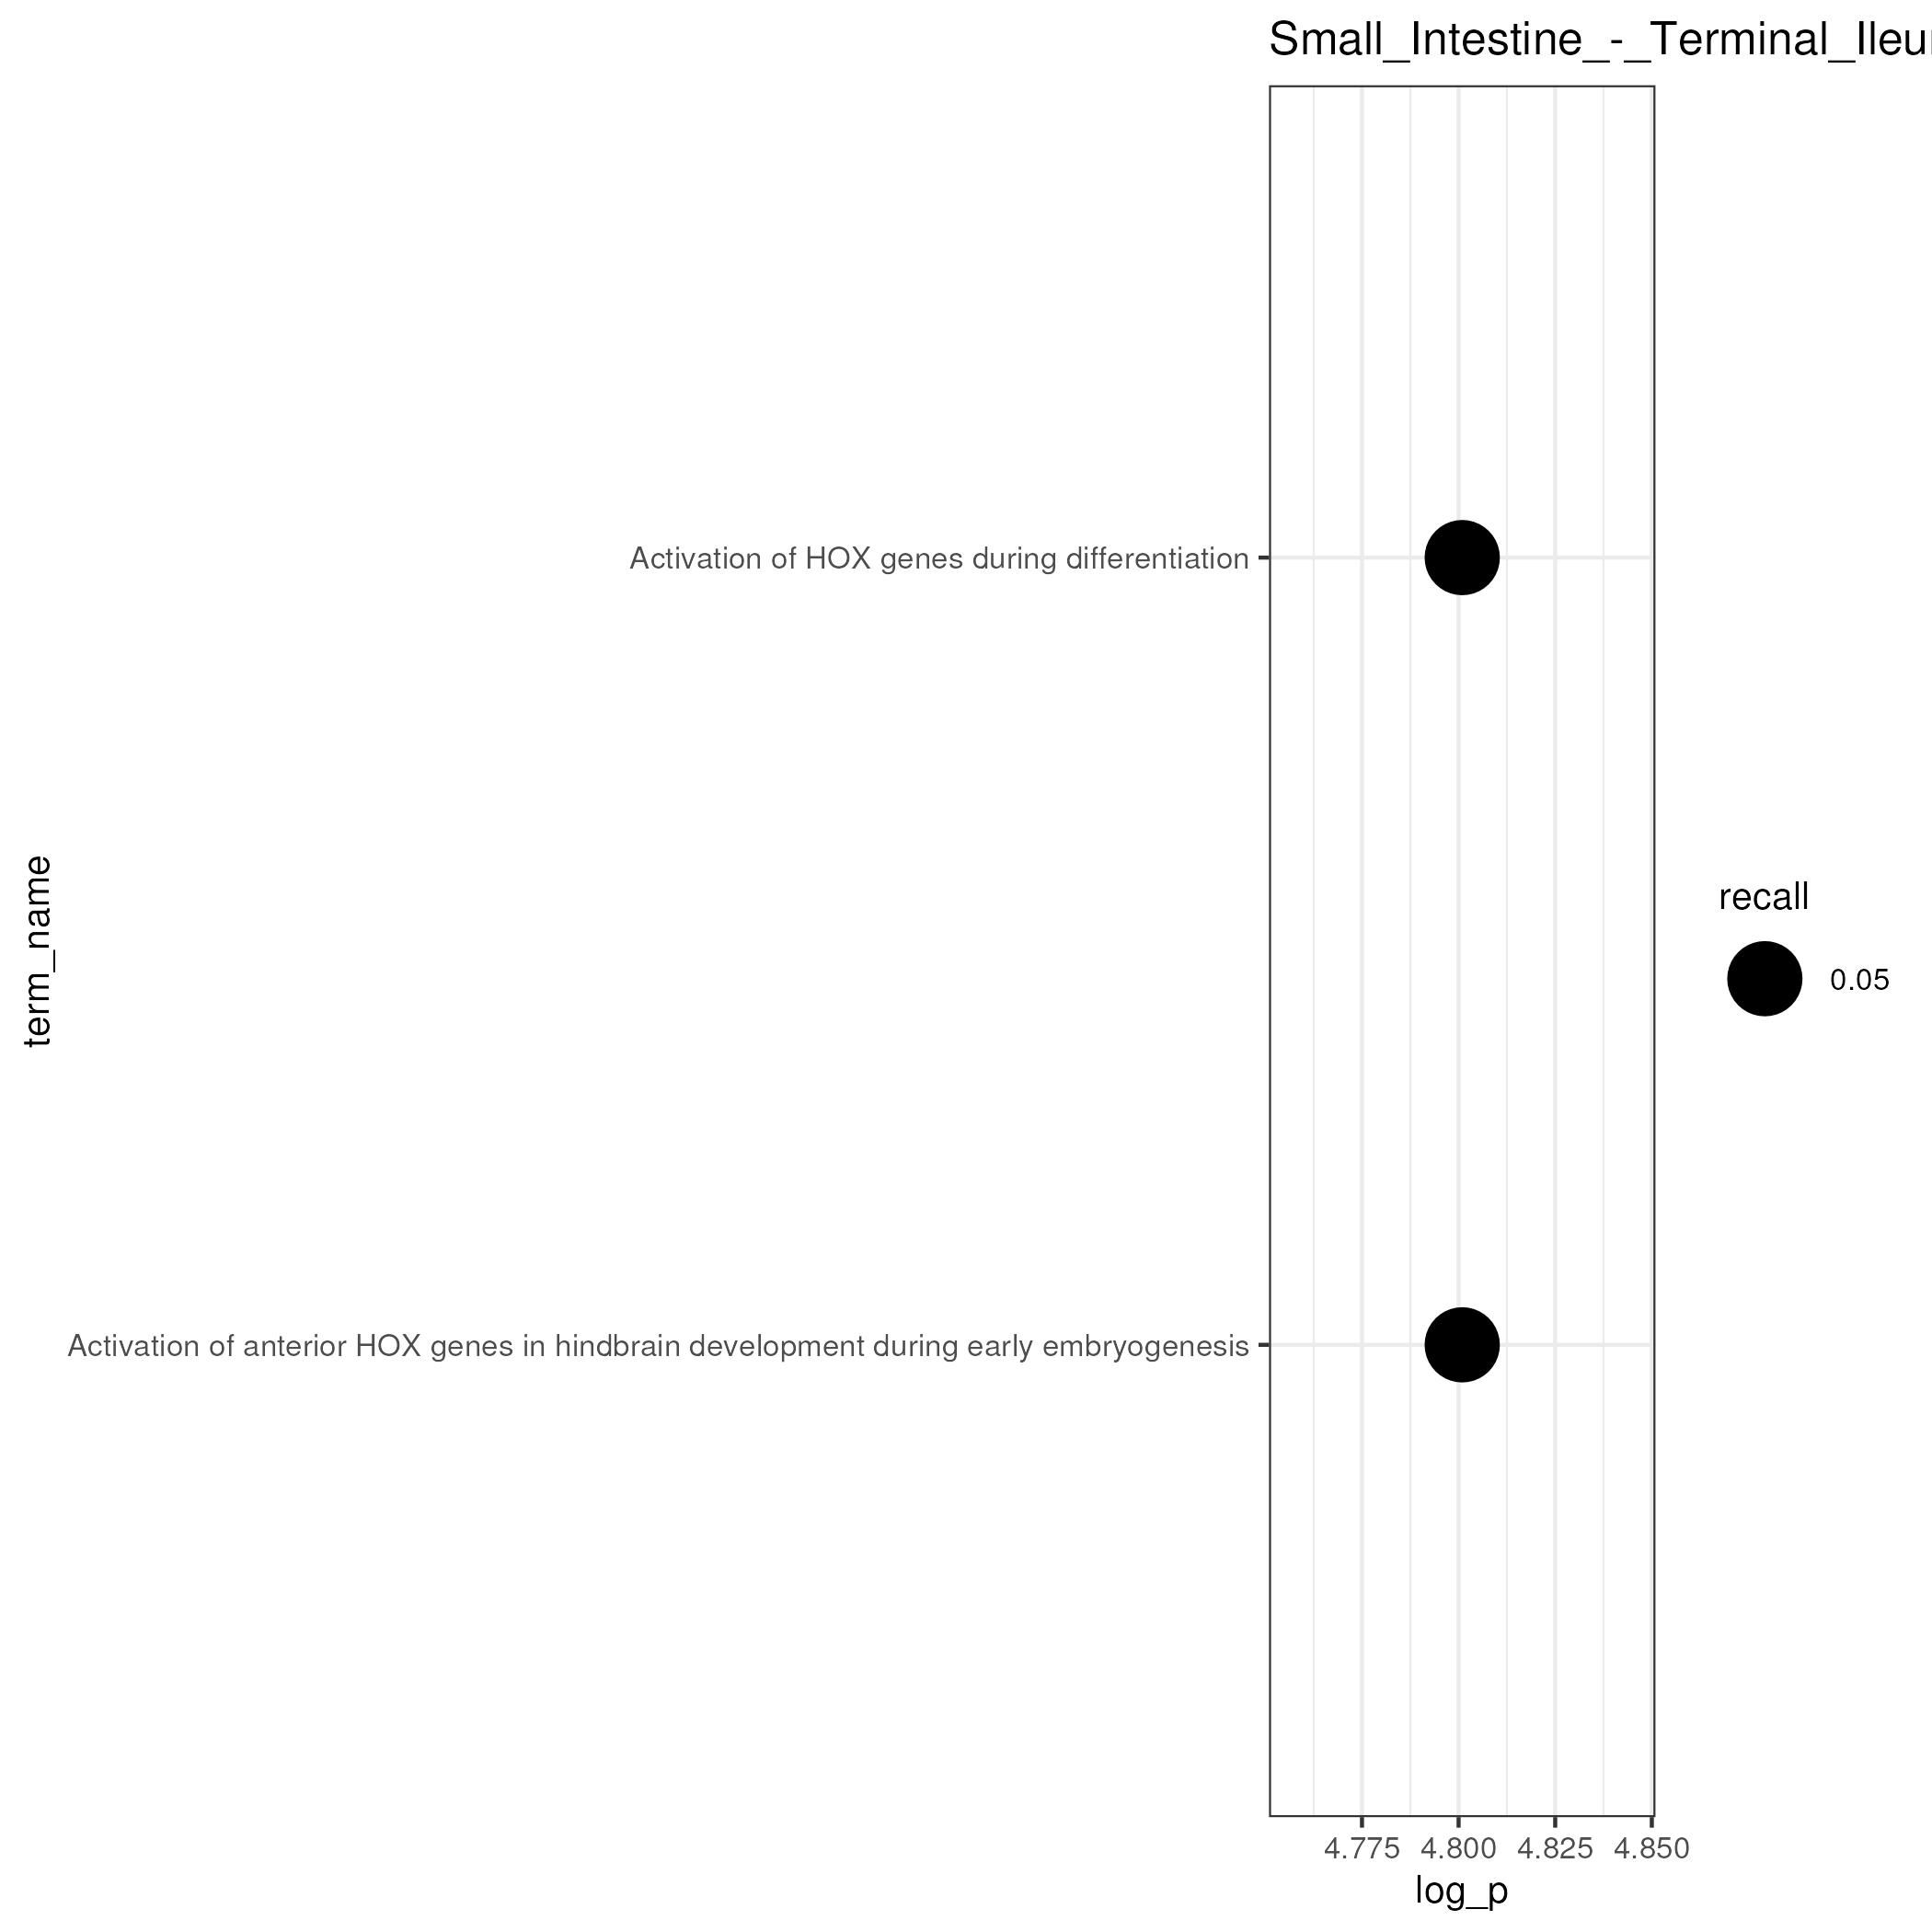 Small_Intestine_-_Terminal_Ileu
Activation of HOX genes during differentiation
term_name
recall
0.05
Activation of anterior HOX genes in hindbrain development during early embryogenesis
4.775 4.800 4.825 4.850
log_p